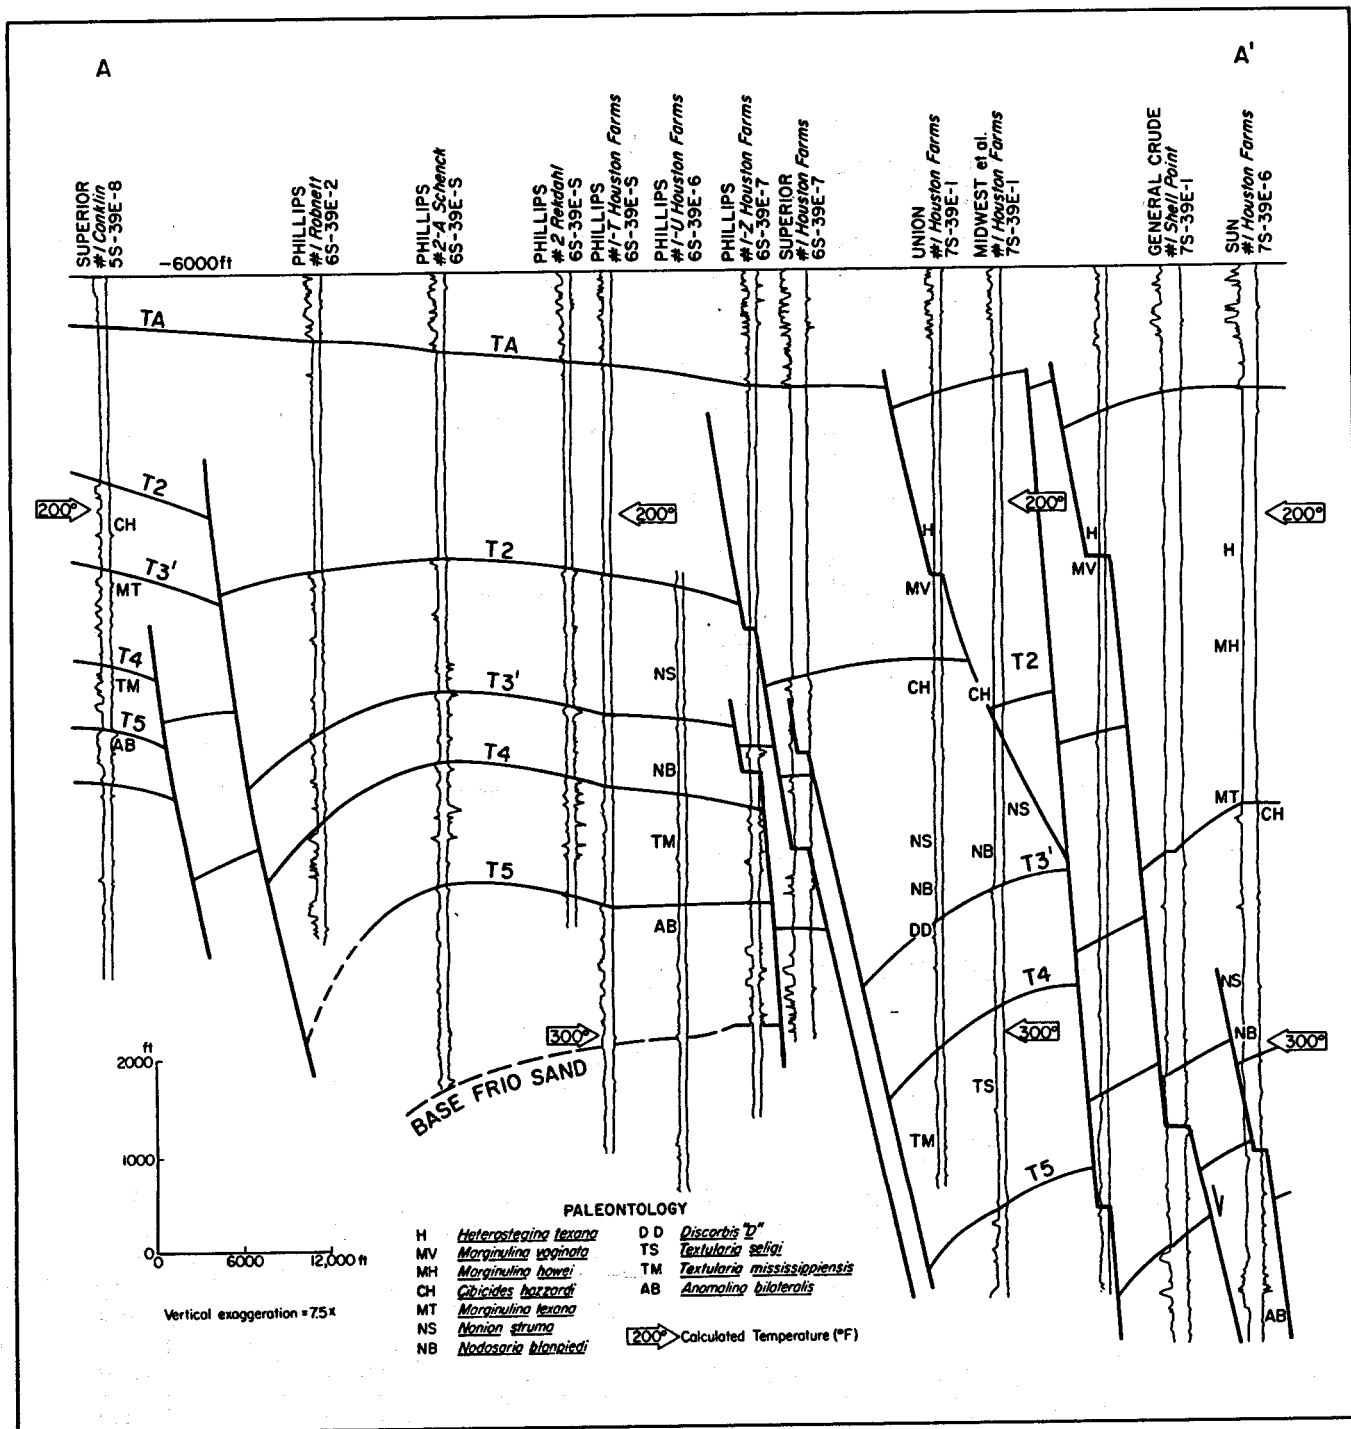 A
A'
SUPERIOR
#1 Conklin
5S-39E-8
PHILLIPS
#1 Robnett
6S-39E-2
PHILLIPS
#2-A Schenck
6S-39E-S
PHILLIPS
#2 Rekdahl
6S-39E-S
PHILLIPS
#1-T Houston Farms
6S-39E-S
PHILLIPS
#1-U Houston Farms
6S-39E-6
PHILLIPS
#1-Z Houston Farms
6S-39E-7
SUPERIOR
#1 Houston Farms
6S-39E-7
UNION
#1 Houston Farms
7S-39E-1
MIDWEST et al.
#1 Houston Farms
7S-39E-1
GENERAL CRUDE
#1 Shell Point
7S-39E-1
SUN
#1 Houston Farms
7S-39E-6
-6000ft
TA
TA
T2
200°
CH
200°
200°
200°
H
H
H
T2
T3'
MT
MV
MV
MH
T4
TM
NS
T2
T3'
CH
CH
T5
AB
T4
NB
MT
CH
NS
TM
NS
NB
T3'
T5
NB
AB
DD
T4
NS
300°
300°
NB
300°
BASE FRIO SAND
TS
TM
T5
AB
ft
2000
1000
0
0
6000
12,000 ft
Vertical exaggeration = 7.5 x
PALEONTOLOGY
H Heterostegina texana
MV Marginulina vaginata
MH Marginulina howei
CH Cibicides hazzardi
MT Marginulina texana
NS Nonion struma
NB Nodosaria blanpiedi
DD Discorbis "D"
TS Textularia seligi
TM Textularia mississippiensis
AB Anomalina bilateralis
200° Calculated Temperature (°F)